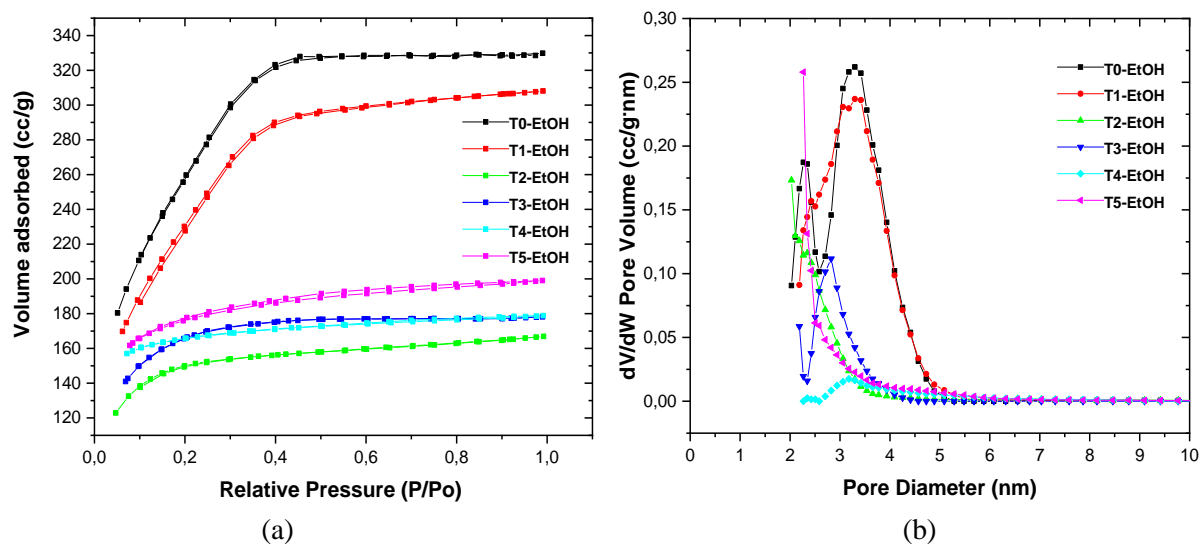 340
320
300
280
260
240
220
200
180
160
140
120
0,0
0,2
0,4
0,6
0,8
1,0
Volume adsorbed (cc/g)
Relative Pressure (P/Po)
T0-EtOH
T1-EtOH
T2-EtOH
T3-EtOH
T4-EtOH
T5-EtOH
a)
(a)
0,30
0,25
0,20
0,15
0,10
0,05
0,00
0
1
2
3
4
5
6
7
8
9
10
dV/dW Pore Volume (cc/g·nm)
Pore Diameter (nm)
T0-EtOH
T1-EtOH
T2-EtOH
T3-EtOH
T4-EtOH
T5-EtOH
b)
(b)